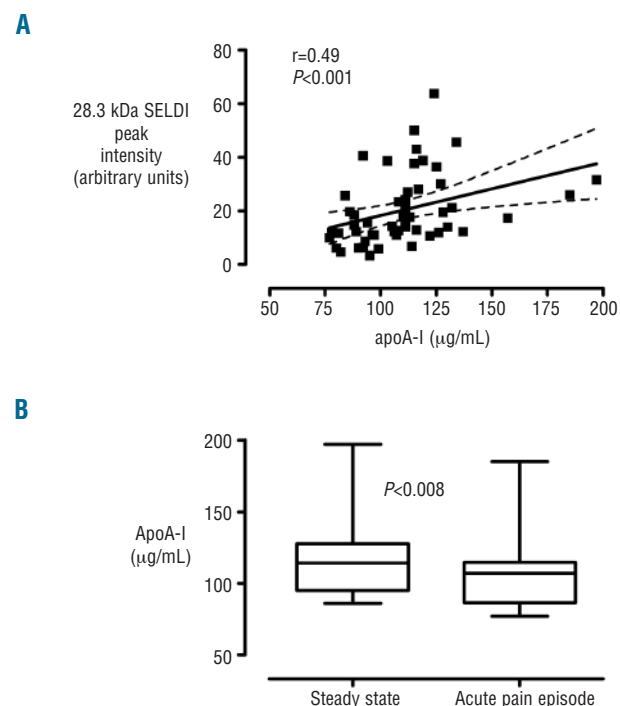 A
r=0.49
P<0.001
28.3 kDa SELDI
peak
intensity
(arbitrary units)
80
60
40
20
0
50 75 100 125 150 175 200
apoA-I (μg/mL)
B
P<0.008
ApoA-I
(μg/mL)
200
150
100
50
Steady state Acute pain episode